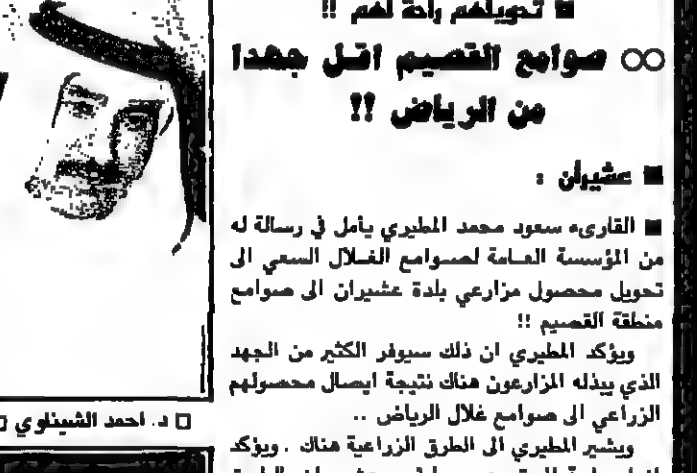 ■ تحويلهم راحة لهم !!
∞ صوامع القصيم اقل جهدا
من الرياض !!
■ عشيران :
■ القارىء سعود محمد المطيري يأمل في رسالة له
من المؤسسة العامة لصوامع الغلال السعي الى
تحويل محصول مزارعي بلدة عشيران الى صوامع
منطقة القصيم !!
ويؤكد المطيري ان ذلك سيوفر الكثير من الجهد
الذي يبذله المزارعون هناك نتيجة ايصال محصولهم
الزراعي الى صوامع غلال الرياض ..
ويشير المطيري الى الطرق الزراعية هناك . ويؤكد
□ د. احمد الشيناوي □